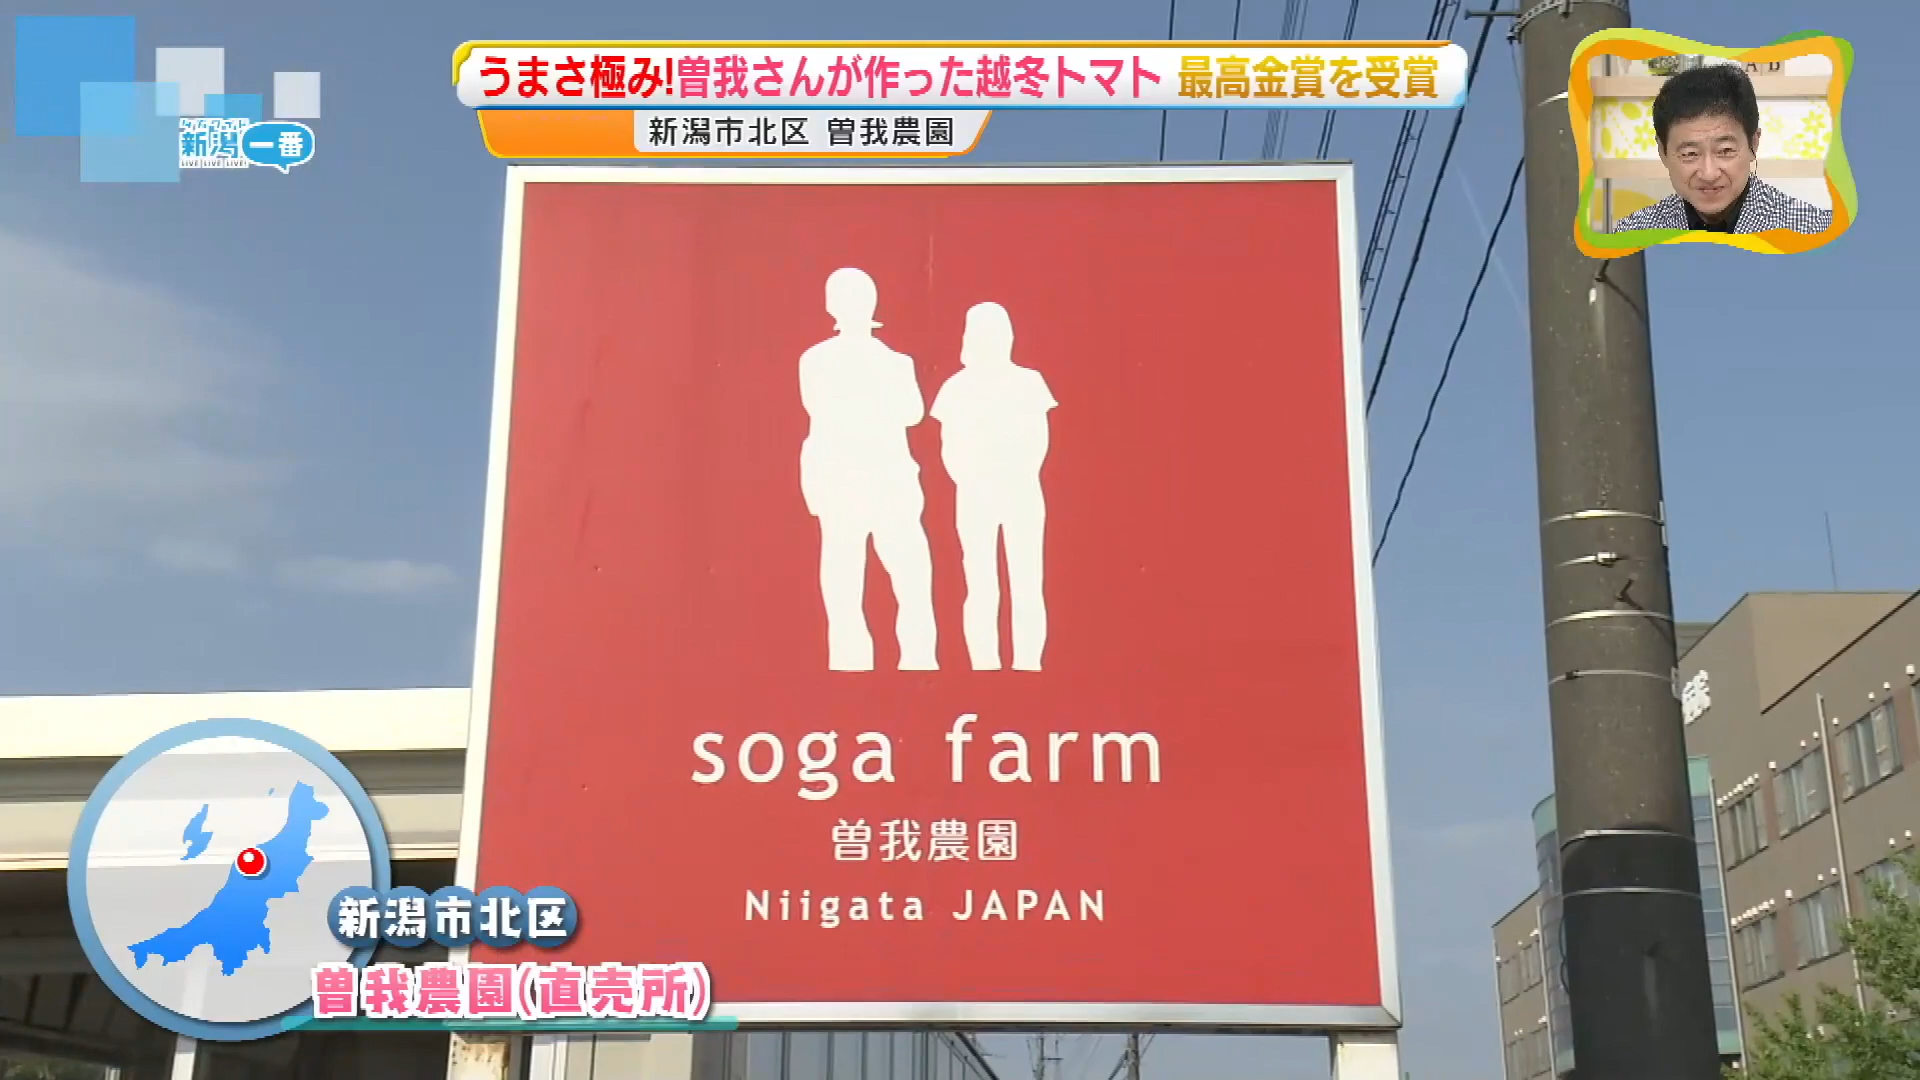 うまさ極み!曽我さんが作った越冬トマト 最高金賞を受賞
新潟市北区 曽我農園
新潟一番
LIVE LIVE LIVE!
soga farm
曽我農園
Niigata JAPAN
新潟市北区
曽我農園(直売所)